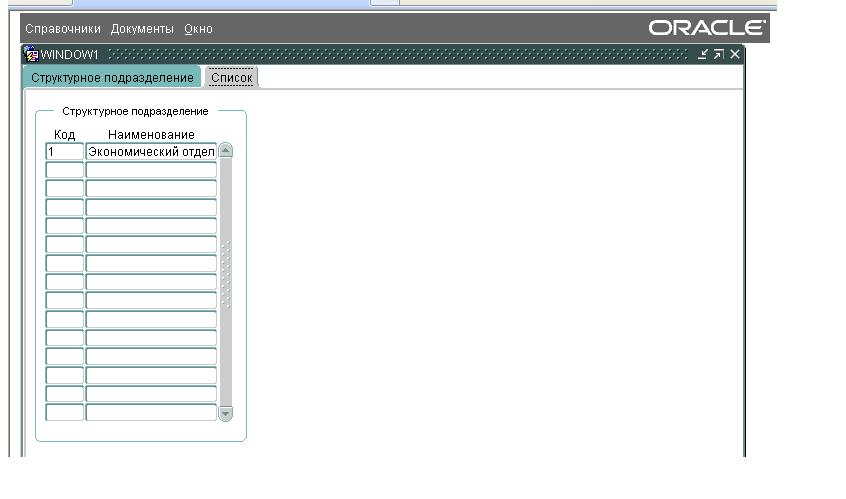 Справочники Документы Окно
ORACLE
WINDOW1
Структурное подразделение Список
Структурное подразделение
Код Наименование
1 Экономический отдел